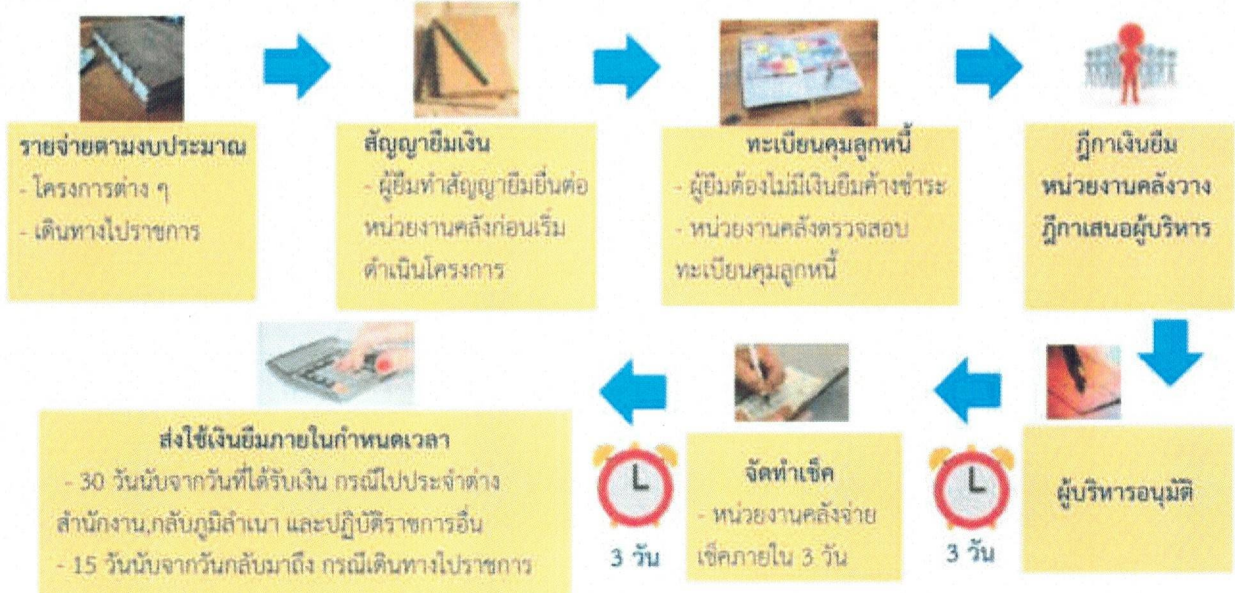 รายจ่ายตามงบประมาณ
- โครงการต่าง ๆ
- เดินทางไปราชการ
สัญญายืมเงิน
- ผู้ยืมทำสัญญายืมยื่นต่อ
หน่วยงานคลังก่อนเริ่ม
ดำเนินโครงการ
ทะเบียนคุมลูกหนี้
- ผู้ยืมต้องไม่มีเงินยืมค้างชำระ
- หน่วยงานคลังตรวจสอบ
ทะเบียนคุมลูกหนี้
ฎีกาเงินยืม
หน่วยงานคลังวาง
ฎีกาเสนอผู้บริหาร
ผู้บริหารอนุมัติ
3 วัน
จัดทำเช็ค
- หน่วยงานคลังจ่าย
เช็คภายใน 3 วัน
3 วัน
ส่งใช้เงินยืมภายในกำหนดเวลา
- 30 วันนับจากวันที่ได้รับเงิน กรณีไปประจำต่าง
สำนักงาน,กลับภูมิลำเนา และปฏิบัติราชการอื่น
- 15 วันนับจากวันกลับมาถึง กรณีเดินทางไปราชการ